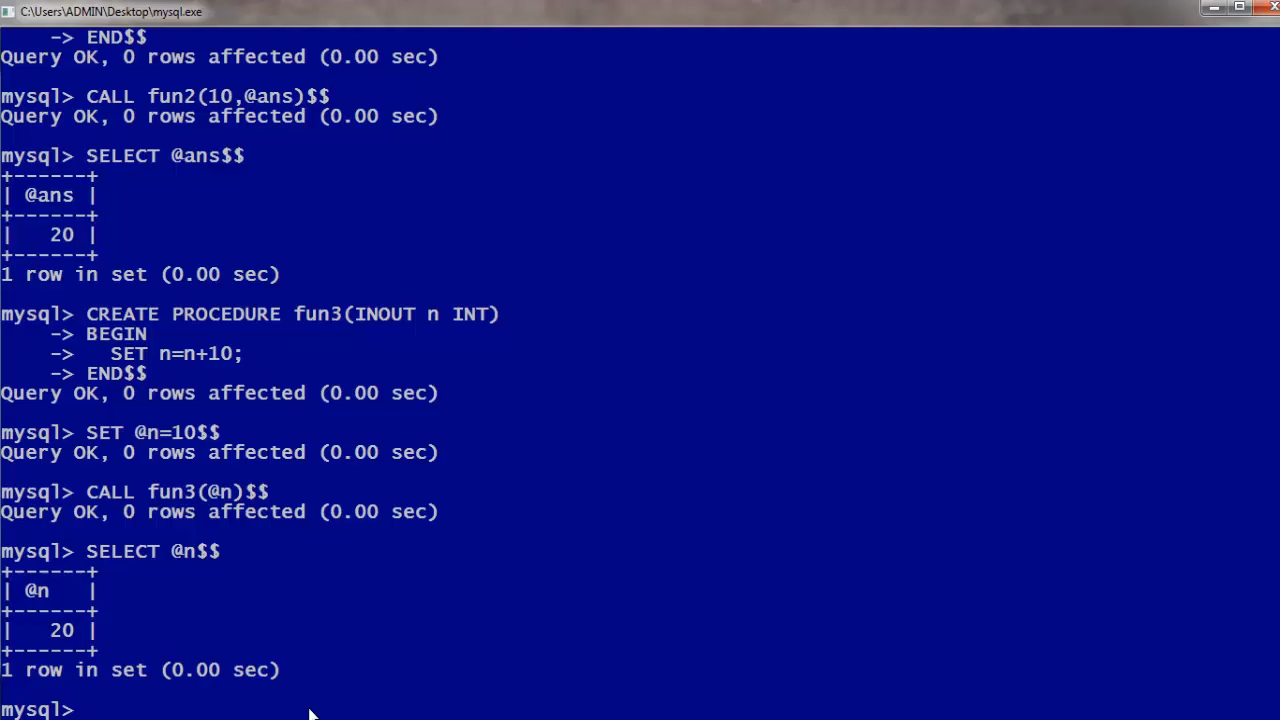 C:\Users\ADMIN\Desktop\mysql.exe
    -> END$$
Query OK, 0 rows affected (0.00 sec)
mysql> CALL fun2(10,@ans)$$
Query OK, 0 rows affected (0.00 sec)
mysql> SELECT @ans$$
+------+
| @ans |
+------+
|   20 |
+------+
1 row in set (0.00 sec)
mysql> CREATE PROCEDURE fun3(INOUT n INT)
    -> BEGIN
    ->   SET n=n+10;
    -> END$$
Query OK, 0 rows affected (0.00 sec)
mysql> SET @n=10$$
Query OK, 0 rows affected (0.00 sec)
mysql> CALL fun3(@n)$$
Query OK, 0 rows affected (0.00 sec)
mysql> SELECT @n$$
+------+
| @n   |
+------+
|   20 |
+------+
1 row in set (0.00 sec)
mysql>